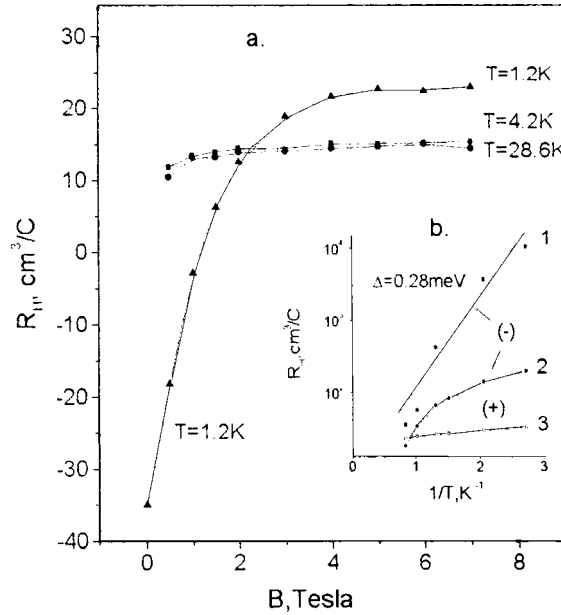 a.
30
20
10
0
-10
-20
-30
-40
0
2
4
6
8
B,Tesla
R_H, cm³/C
T=1.2K
T=4.2K
T=28.6K
T=1.2K
b.
Δ=0.28meV
(-)
(+)
1
2
3
0
1
2
3
1/T,K⁻¹
cm³/C